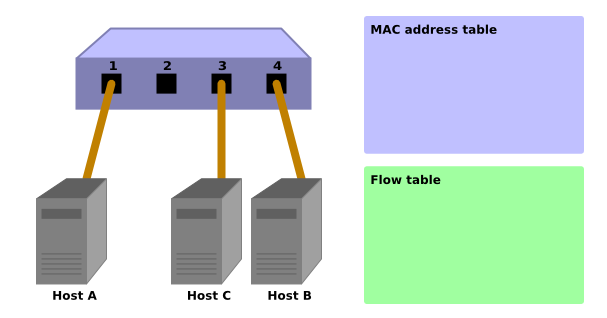 1 2 3 4
Host A
Host C
Host B
MAC address table
Flow table